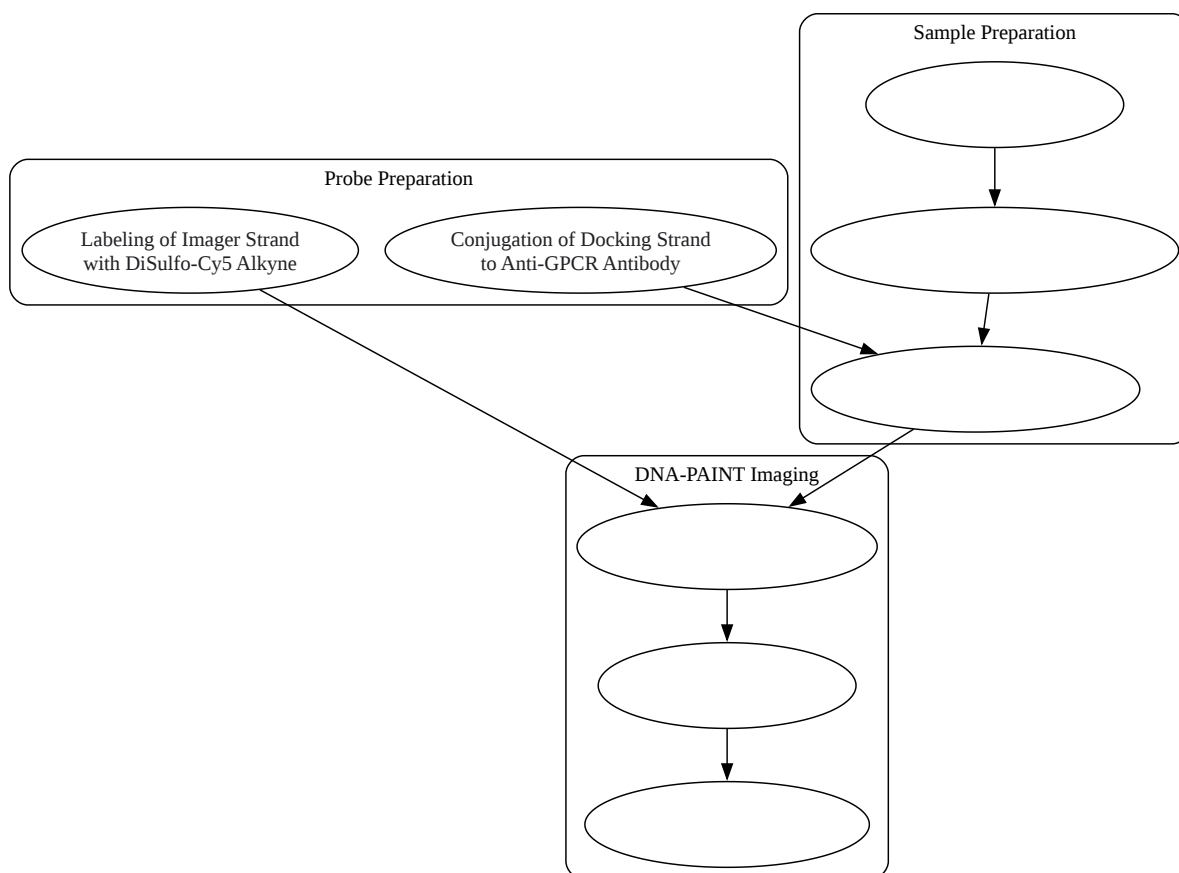 Sample Preparation
Probe Preparation
Labeling of Imager Strand
with DiSulfo-Cy5 Alkyne
Conjugation of Docking Strand
to Anti-GPCR Antibody
DNA-PAINT Imaging